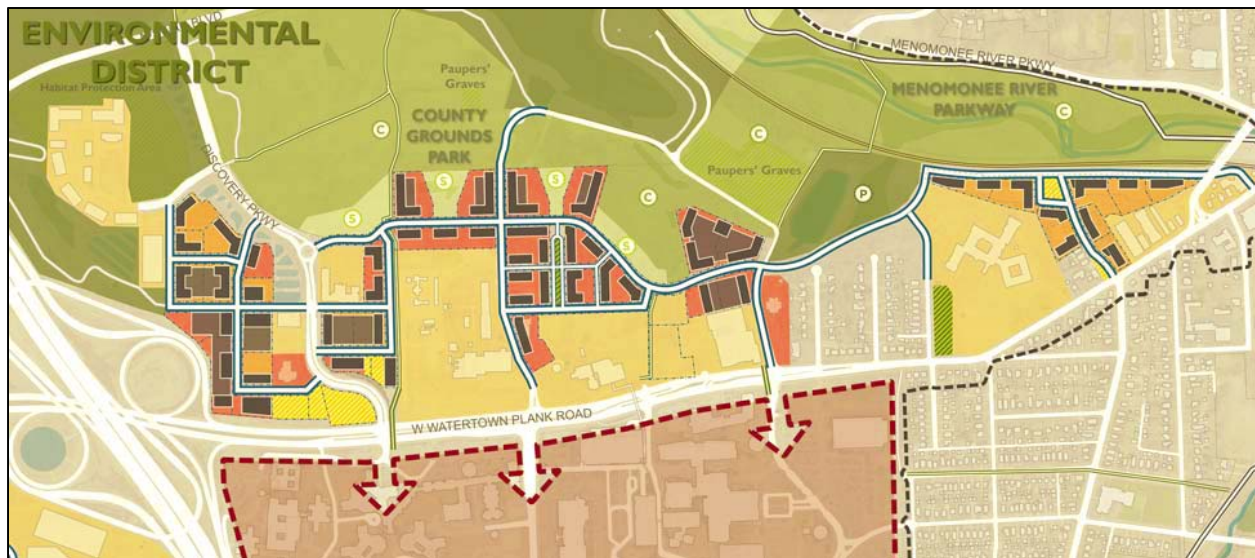 BLVD
ENVIRONMENTAL
DISTRICT
Habitat Protection Area
DISCOVERY PKWY
Paupers'
Graves
COUNTY
GROUNDS
PARK
C
MENOMONEE RIVER PKWY
MENOMONEE RIVER
PARKWAY
C
C
Paupers' Graves
P
C
S
S
S
S
W WATERTOWN PLANK ROAD